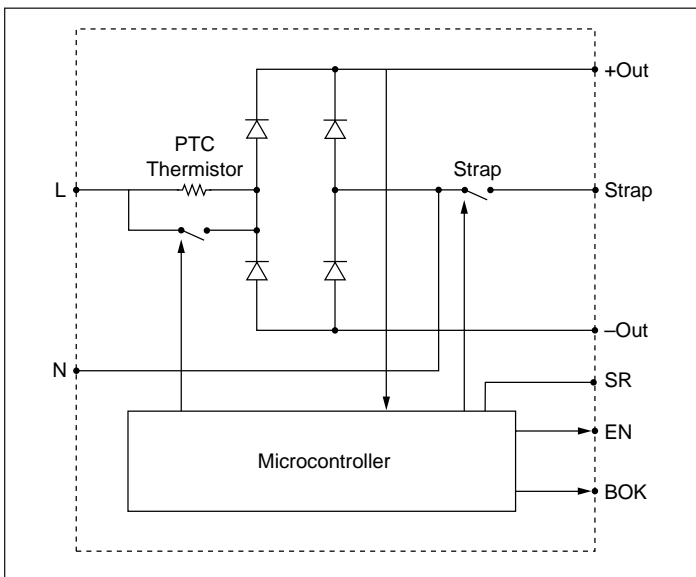 +Out
PTC
Thermistor
Strap
L
Strap
–Out
N
SR
EN
Microcontroller
BOK